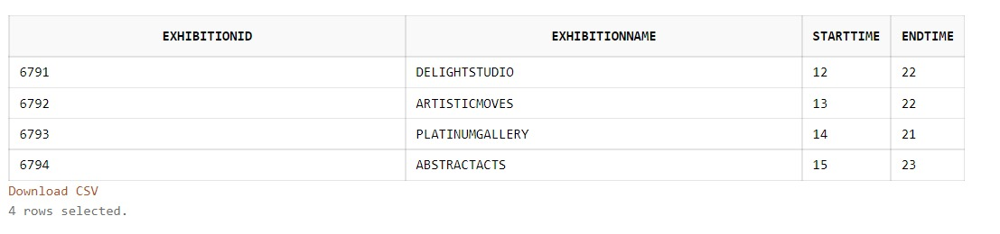 EXHIBITIONID EXHIBITIONNAME STARTTIME ENDTIME
6791 DELIGHTSTUDIO 12 22
6792 ARTISTICMOVES 13 22
6793 PLATINUMGALLERY 14 21
6794 ABSTRACTACTS 15 23
Download CSV
4 rows selected.